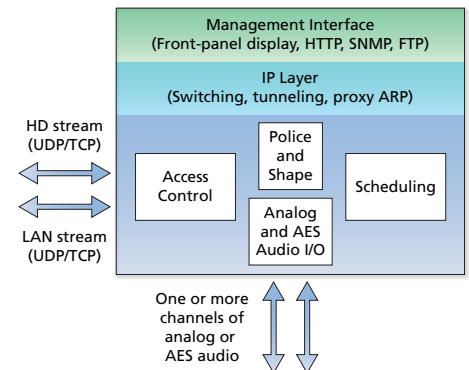 Management Interface
(Front-panel display, HTTP, SNMP, FTP)
IP Layer
(Switching, tunneling, proxy ARP)
HD stream
(UDP/TCP)
LAN stream
(UDP/TCP)
Access
Control
Police
and
Shape
Analog
and AES
Audio I/O
Scheduling
One or more
channels of
analog or
AES audio